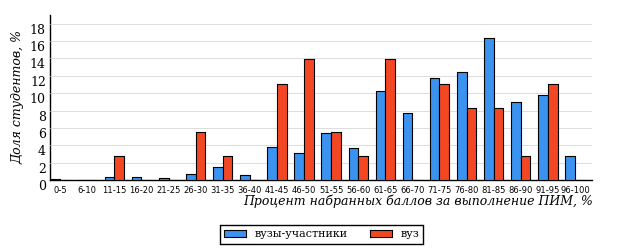 Доля студентов, %
18
16
14
12
10
8
6
4
2
0
0-5 6-10 11-15 16-20 21-25 26-30 31-35 36-40 41-45 46-50 51-55 56-60 61-65 66-70 71-75 76-80 81-85 86-90 91-95 96-100
Процент набранных баллов за выполнение ПИМ, %
вузы-участники вуз